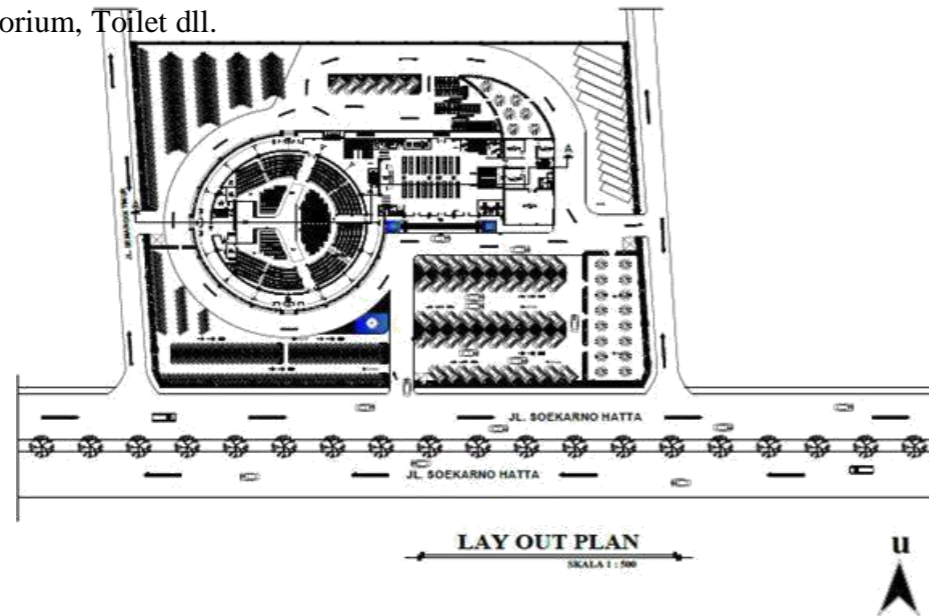 orium, Toilet dll.
JL. SOEKARNO HATTA
JL. SOEKARNO HATTA
LAY OUT PLAN
SKALA 1 : 500
u